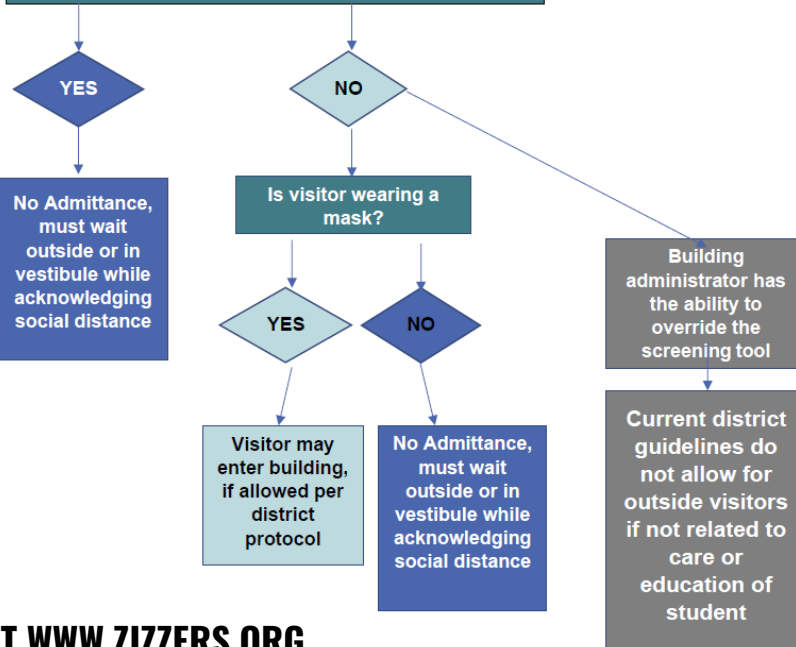 YES
NO
No Admittance,
must wait
outside or in
vestibule while
acknowledging
social distance
Is visitor wearing a
mask?
Building
administrator has
the ability to
override the
screening tool
YES
NO
Visitor may
enter building,
if allowed per
district
protocol
No Admittance,
must wait
outside or in
vestibule while
acknowledging
social distance
Current district
guidelines do
not allow for
outside visitors
if not related to
care or
education of
student
T WWW.ZIZZERS.ORG